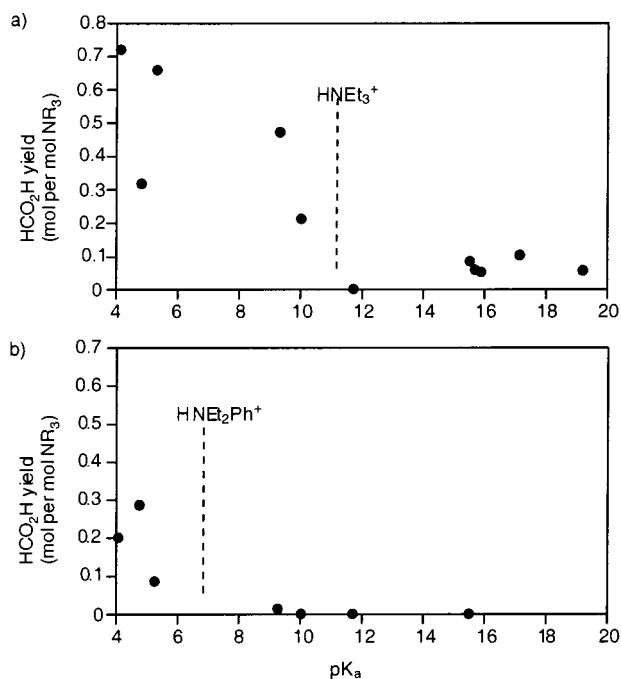 a)
0.8
0.7
0.6
0.5
0.4
0.3
0.2
0.1
0
HCO₂H yield
(mol per mol NR₃)
HNEt₃⁺
4 6 8 10 12 14 16 18 20
b)
0.7
0.6
0.5
0.4
0.3
0.2
0.1
0
HCO₂H yield
(mol per mol NR₃)
HNEt₂Ph⁺
4 6 8 10 12 14 16 18 20
pKₐ